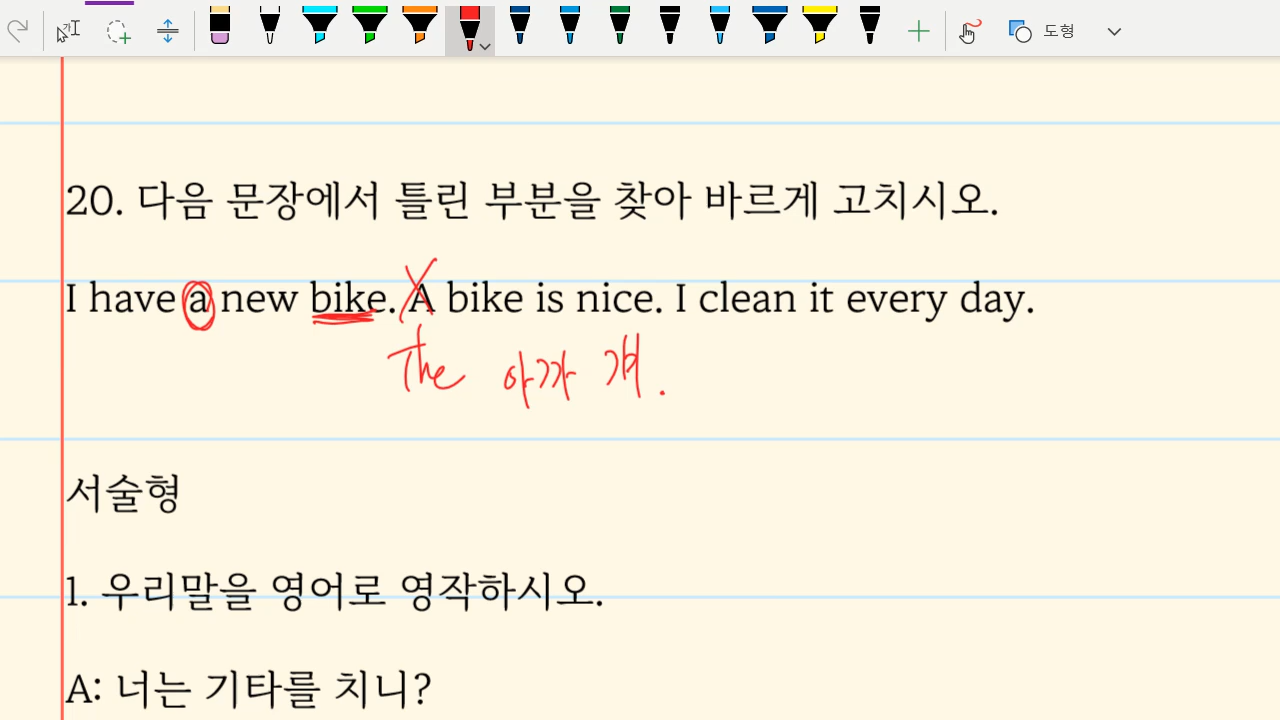 도형
20. 다음 문장에서 틀린 부분을 찾아 바르게 고치시오.
I have a new bike. A bike is nice. I clean it every day.
The 아까 걔.
서술형
1. 우리말을 영어로 영작하시오.
A: 너는 기타를 치니?